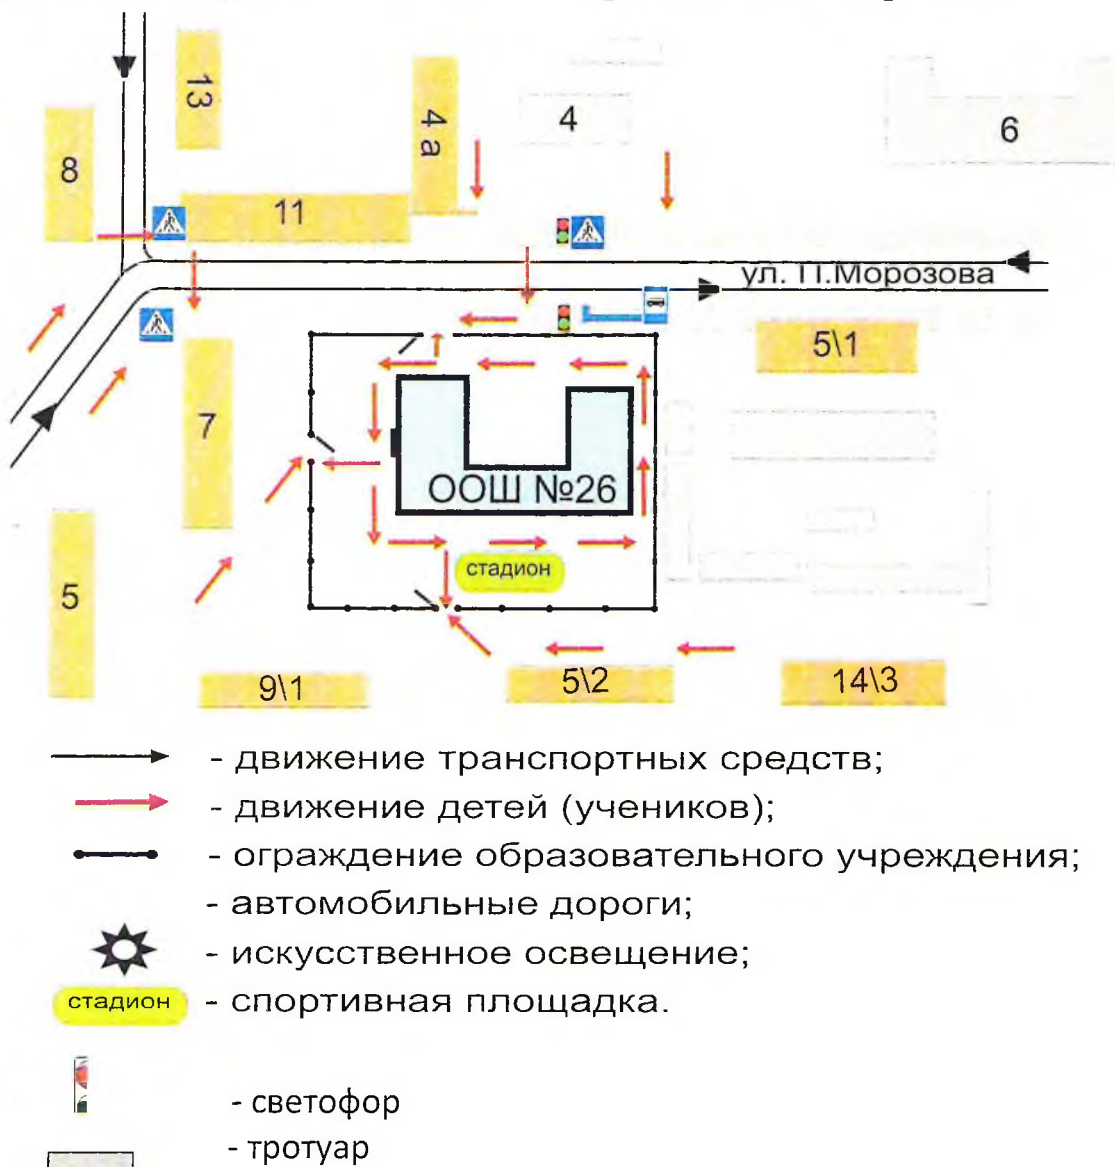 13
4 а
4
6
8
11
ул. П.Морозова
5\1
7
ООШ №26
стадион
5
9\1
5\2
14\3
- движение транспортных средств;
- движение детей (учеников);
- ограждение образовательного учреждения;
- автомобильные дороги;
- искусственное освещение;
стадион - спортивная площадка.
- светофор
- тротуар